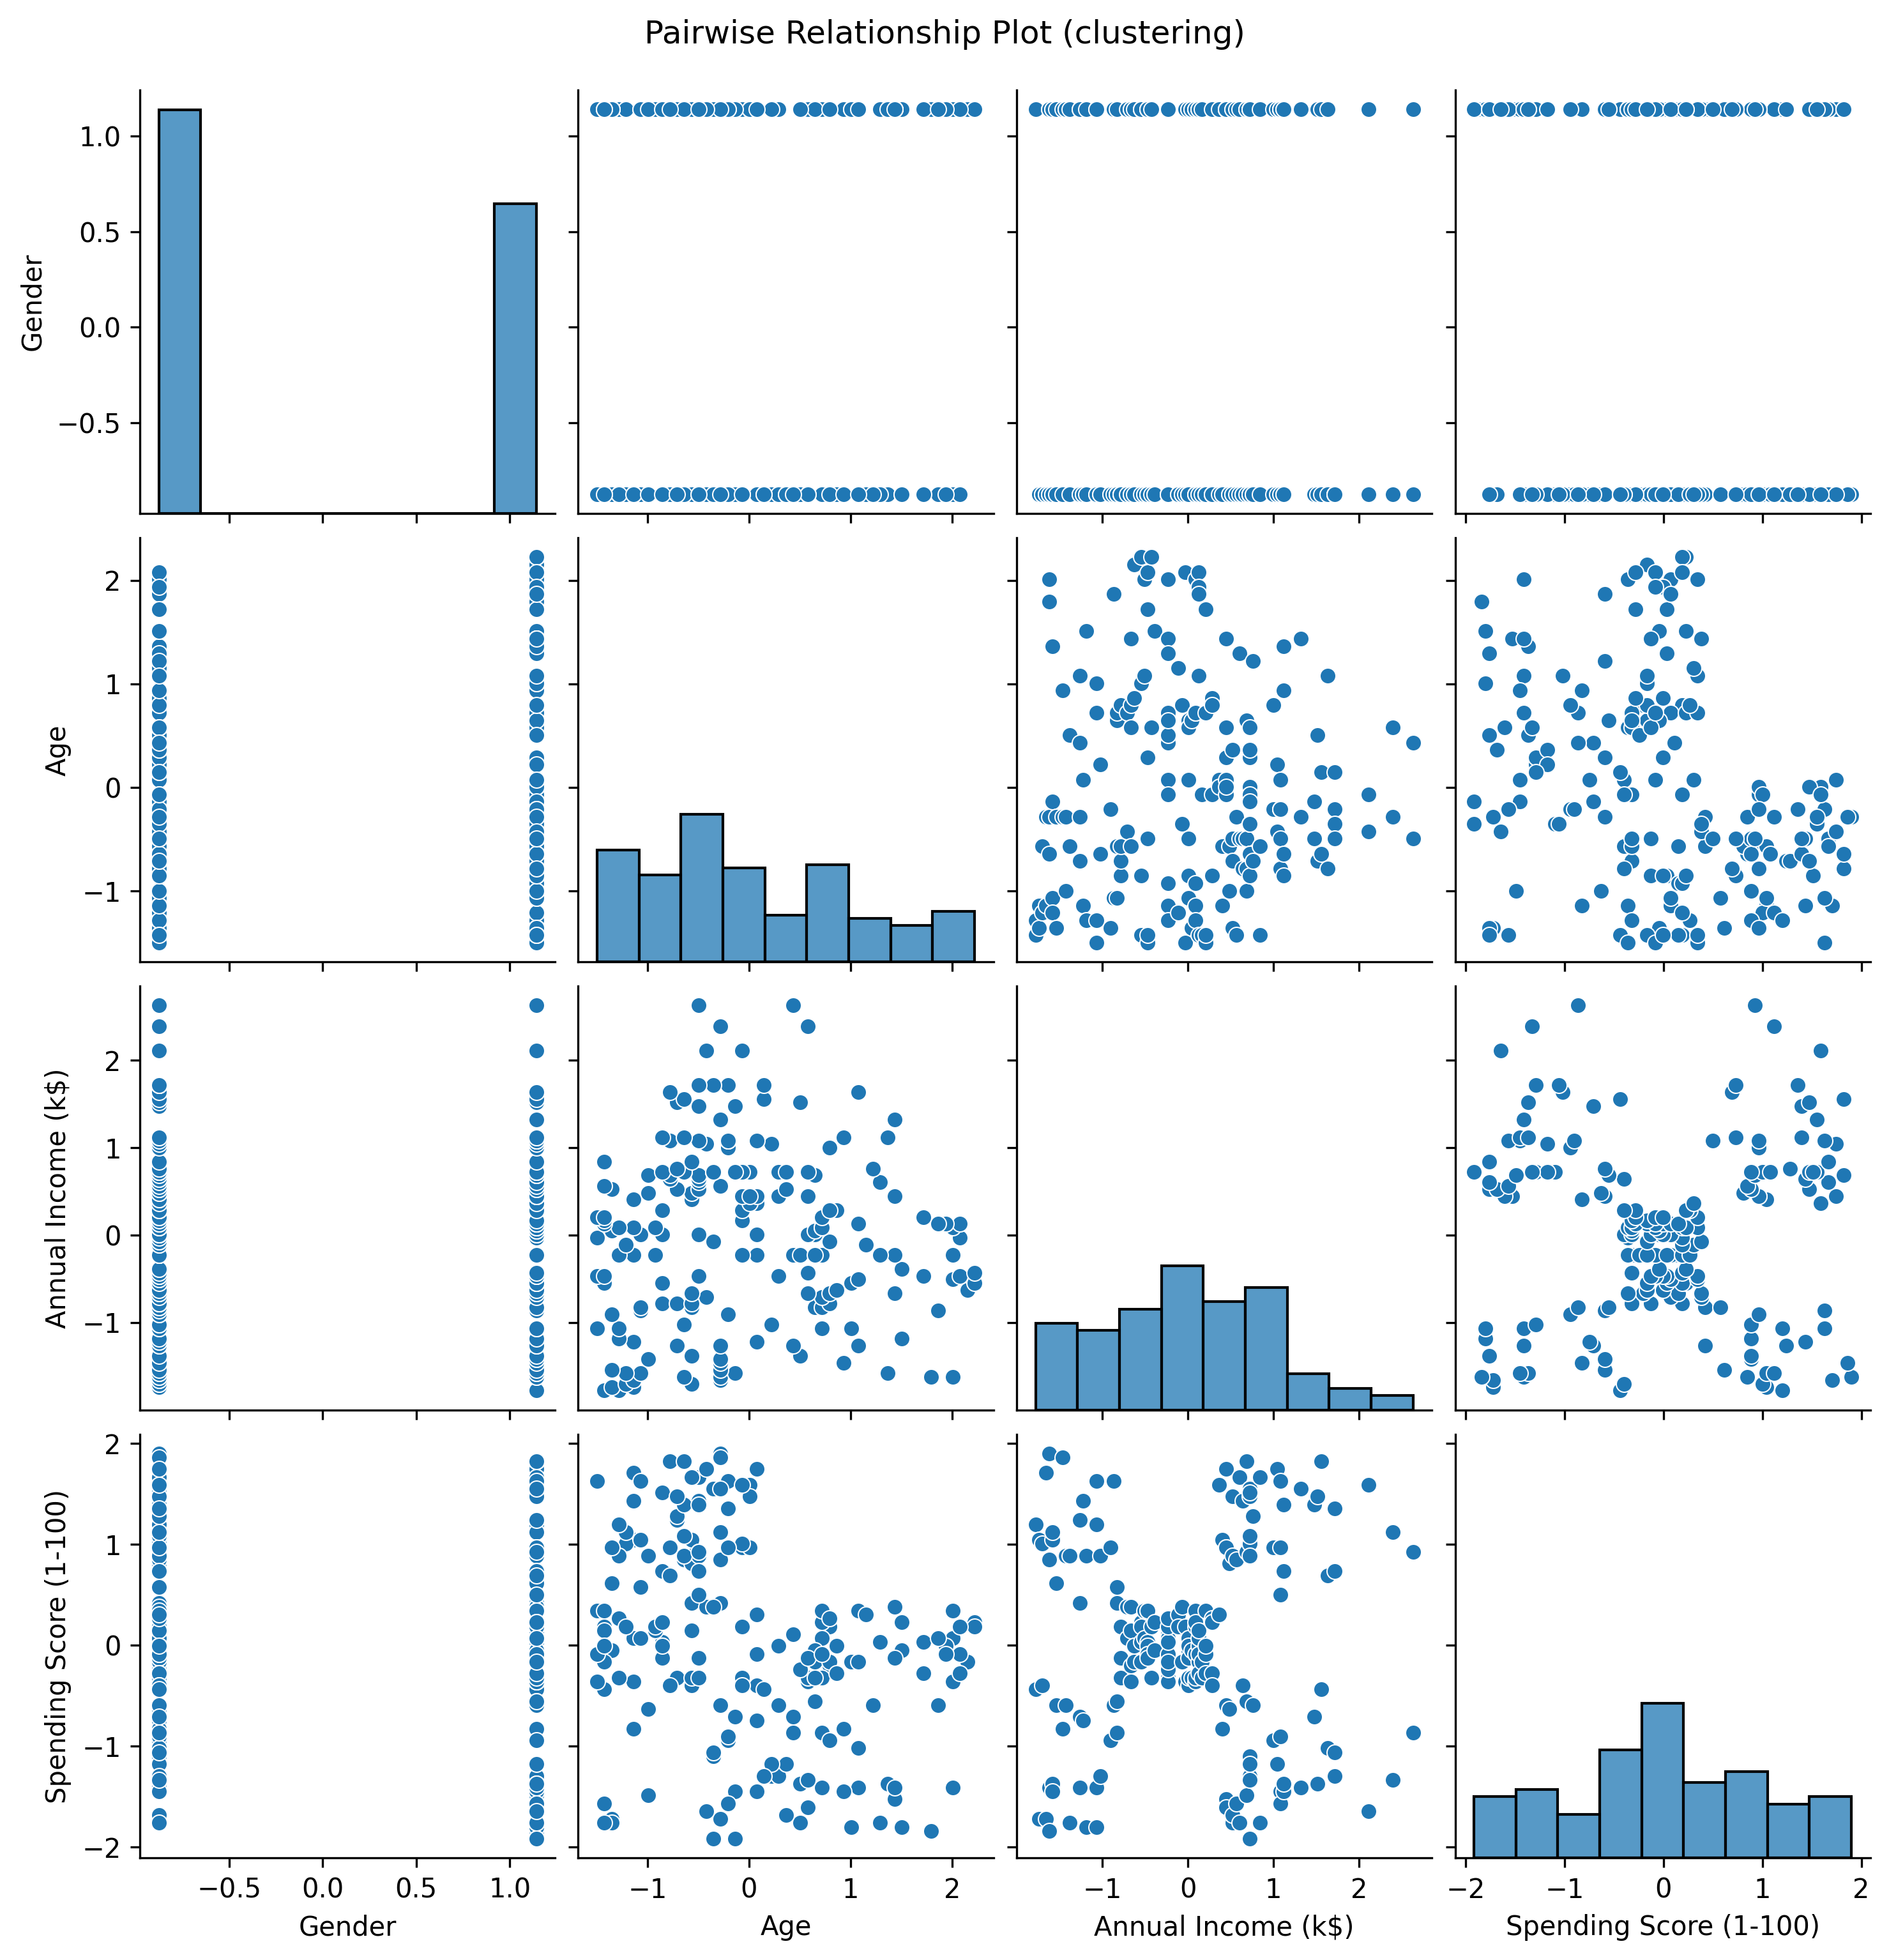 Pairwise Relationship Plot (clustering)
1.0
0.5
0.0
−0.5
Gender
2
1
0
−1
Age
2
1
0
−1
Annual Income (k$)
2
1
0
−1
−2
Spending Score (1-100)
−0.5 0.0 0.5 1.0
−1 0 1 2
−1 0 1 2
−2 −1 0 1 2
Gender
Age
Annual Income (k$)
Spending Score (1-100)